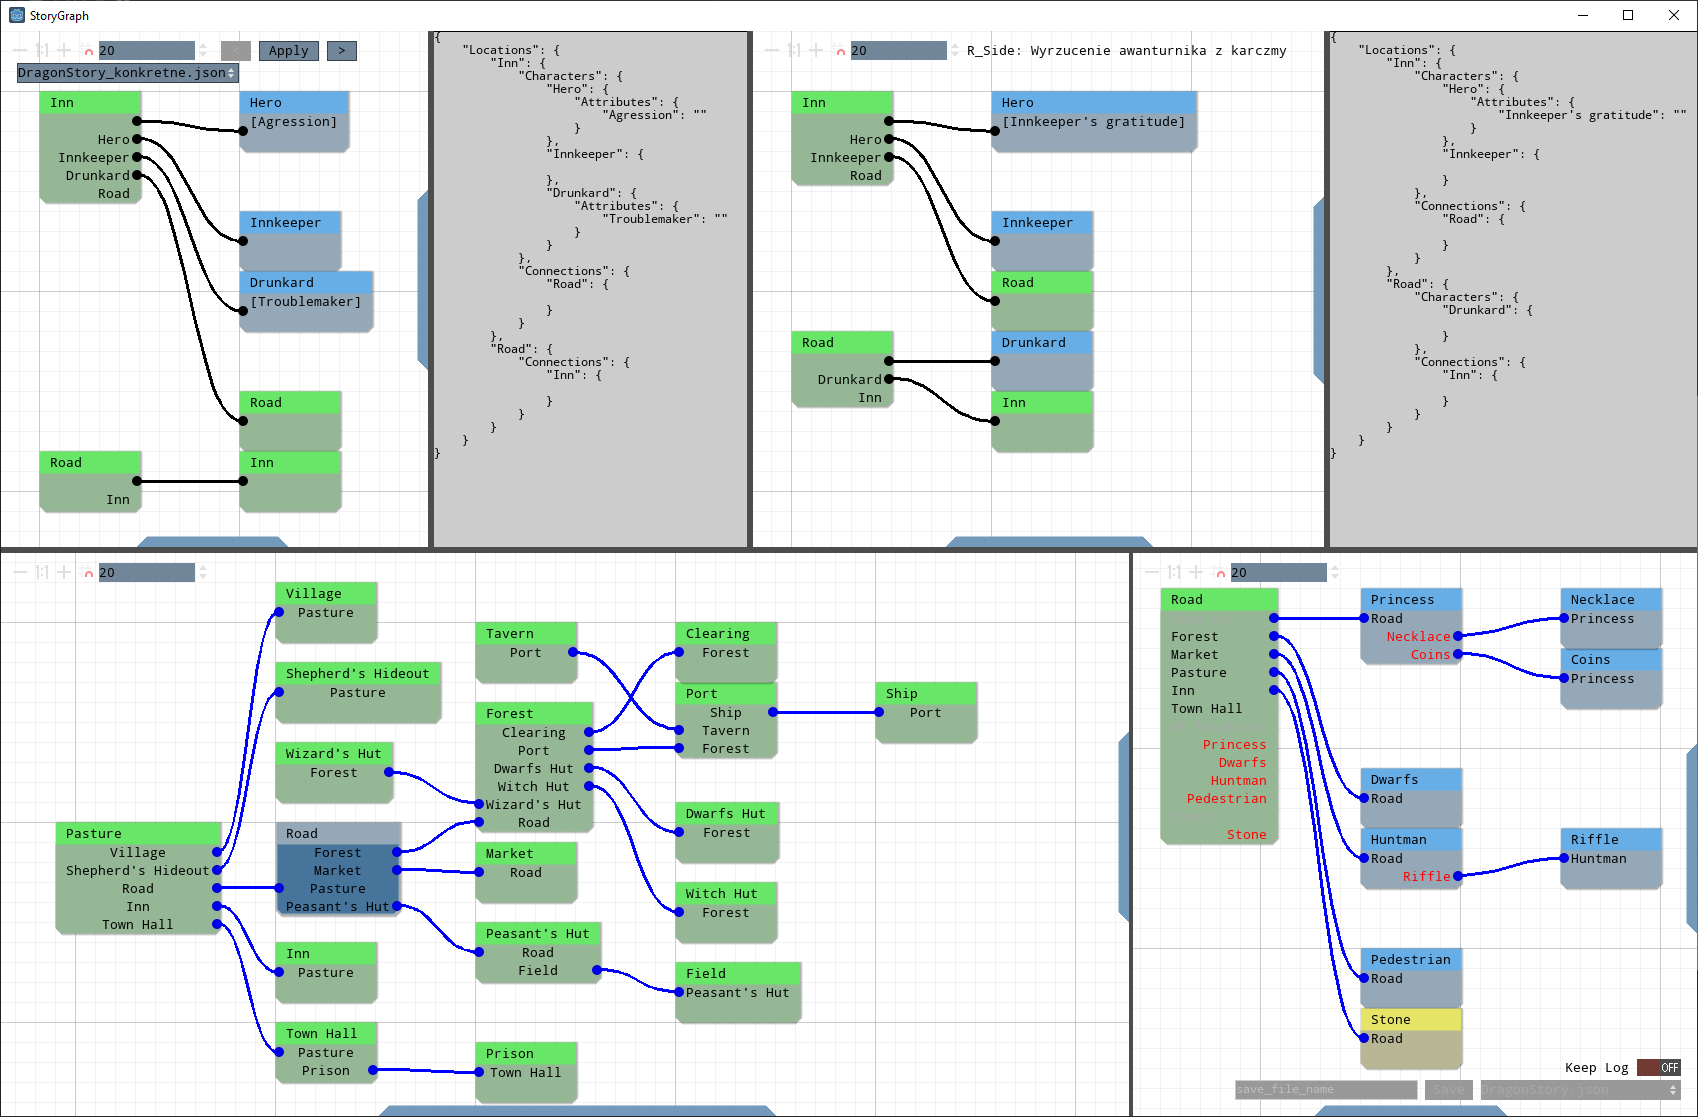 StoryGraph
1:1
20
<
Apply
>
DragonStory_konkretne.json
Inn
Hero
Innkeeper
Drunkard
Road
Hero
[Agression]
Innkeeper
Drunkard
[Troublemaker]
Road
Road
Inn
Inn
{
"Locations": {
"Inn": {
"Characters": {
"Hero": {
"Attributes": {
"Agression": ""
}
},
"Innkeeper": {
},
"Drunkard": {
"Attributes": {
"Troublemaker": ""
}
}
},
"Connections": {
"Road": {
}
}
},
"Road": {
"Connections": {
"Inn": {
}
}
}
}
}
1:1
20
R_Side: Wyrzucenie awanturnika z karczmy
Inn
Hero
Innkeeper
Road
Hero
[Innkeeper's gratitude]
Innkeeper
Road
Road
Drunkard
Inn
Drunkard
Inn
{
"Locations": {
"Inn": {
"Characters": {
"Hero": {
"Attributes": {
"Innkeeper's gratitude": ""
}
},
"Innkeeper": {
}
},
"Connections": {
"Road": {
}
}
},
"Road": {
"Characters": {
"Drunkard": {
}
},
"Connections": {
"Inn": {
}
}
}
}
}
1:1
20
Pasture
Village
Shepherd's Hideout
Road
Inn
Town Hall
Village
Pasture
Shepherd's Hideout
Pasture
Wizard's Hut
Forest
Road
Forest
Market
Pasture
Peasant's Hut
Inn
Pasture
Town Hall
Pasture
Prison
Tavern
Port
Forest
Clearing
Port
Dwarfs Hut
Witch Hut
Wizard's Hut
Road
Market
Road
Peasant's Hut
Road
Field
Prison
Town Hall
Clearing
Forest
Port
Ship
Tavern
Forest
Dwarfs Hut
Forest
Witch Hut
Forest
Field
Peasant's Hut
Ship
Port
1:1
20
Road
Forest
Market
Pasture
Inn
Town Hall
Princess
Dwarfs
Huntman
Pedestrian
Stone
Princess
Road
Necklace
Coins
Dwarfs
Road
Huntman
Road
Riffle
Pedestrian
Road
Stone
Road
Necklace
Princess
Coins
Princess
Riffle
Huntman
Keep Log OFF
save_file_name
Save
DragonStory.json